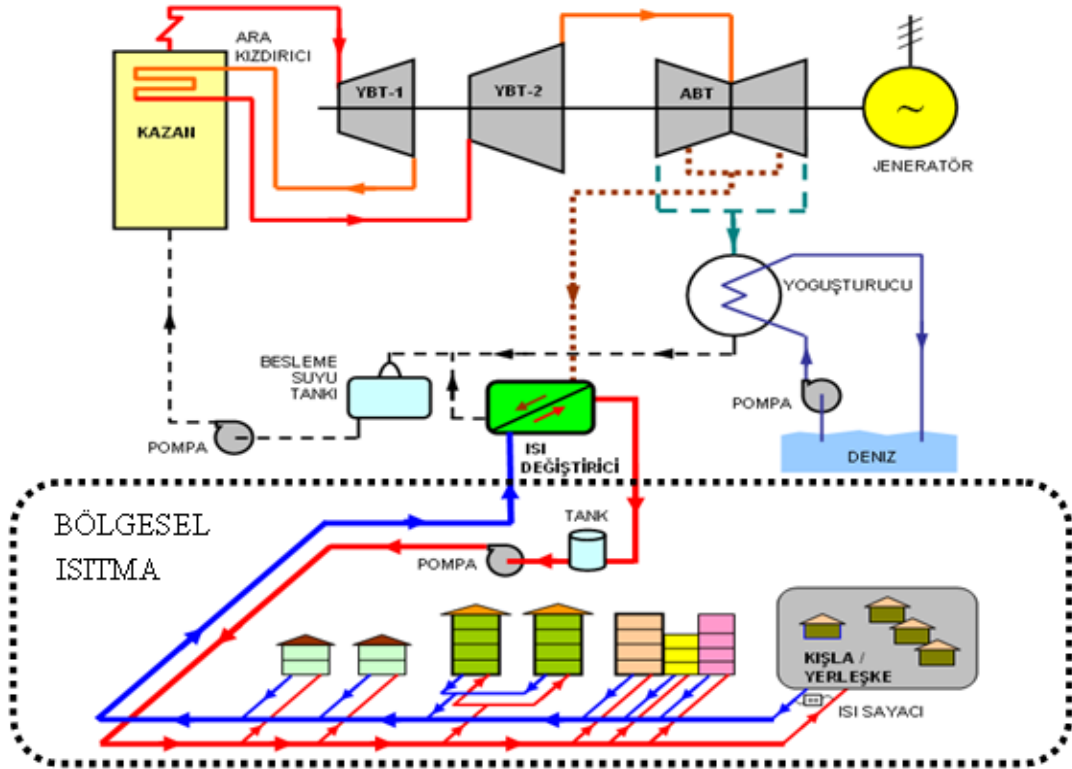 ARA
KIZDIRICI
KAZAN
YBT-1
YBT-2
ABT
~
JENERATÖR
YOGUŞTURUCU
BESLEME
SUYU
TANKI
POMPA
POMPA
ISI
DEĞİŞTİRİCİ
DENIZ
BÖLGESEL
ISITMA
TANK
POMPA
KIŞLA /
YERLEŞKE
ISI SAYACI